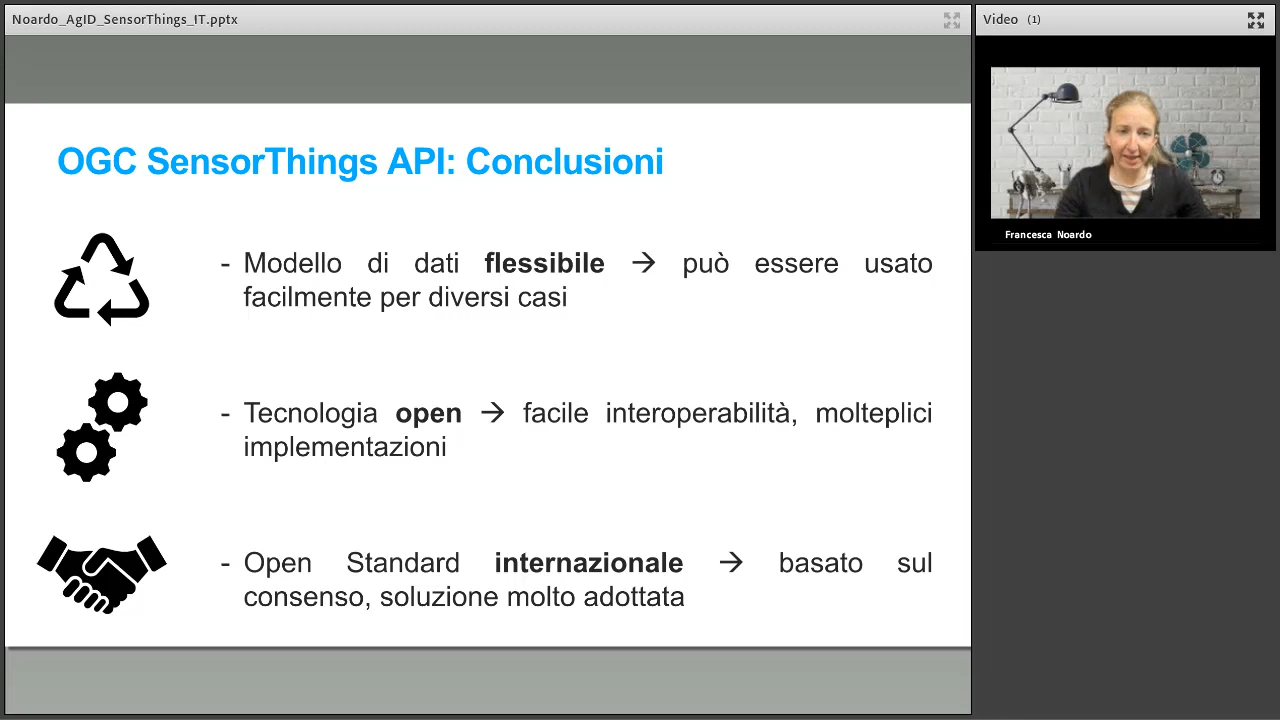 Noardo_AgID_SensorThings_IT.pptx
Video (1)
Francesca Noardo
OGC SensorThings API: Conclusioni
- Modello di dati flessibile → può essere usato
facilmente per diversi casi
- Tecnologia open → facile interoperabilità, molteplici
implementazioni
- Open Standard internazionale → basato sul
consenso, soluzione molto adottata